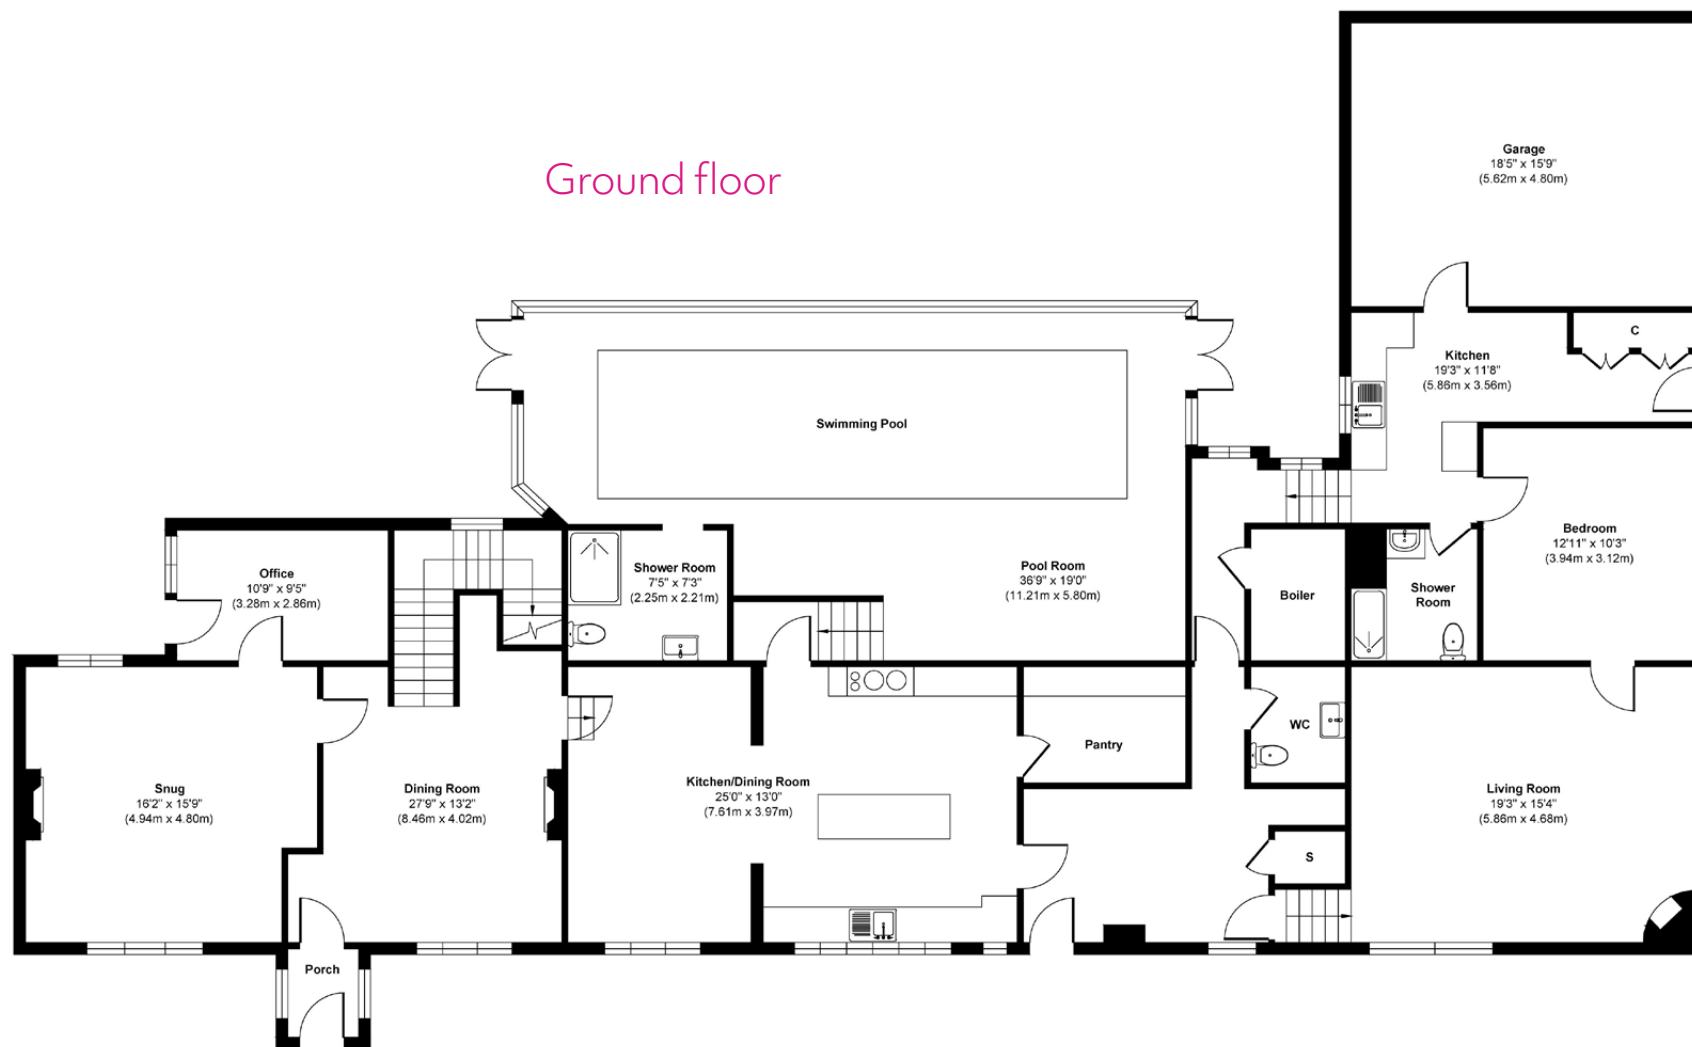 Ground floor
Garage
18'5" x 15'9"
(5.62m x 4.80m)
C
Kitchen
19'3" x 11'8"
(5.86m x 3.56m)
Swimming Pool
Bedroom
12'11" x 10'3"
(3.94m x 3.12m)
Office
10'9" x 9'5"
(3.28m x 2.86m)
Shower Room
7'5" x 7'3"
(2.25m x 2.21m)
Pool Room
36'9" x 19'0"
(11.21m x 5.80m)
Boiler
Shower
Room
WC
Pantry
Snug
16'2" x 15'9"
(4.94m x 4.80m)
Dining Room
27'9" x 13'2"
(8.46m x 4.02m)
Kitchen/Dining Room
25'0" x 13'0"
(7.61m x 3.97m)
Living Room
19'3" x 15'4"
(5.86m x 4.68m)
S
Porch